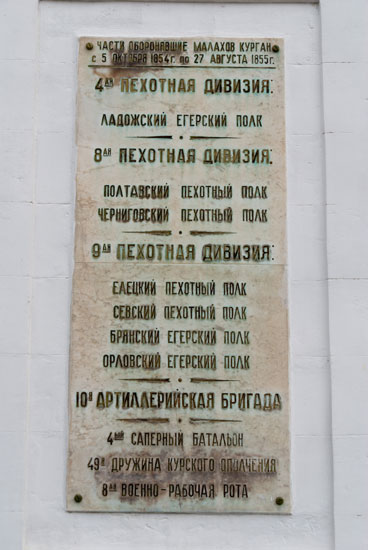 ЧАСТИ ОБОРОНЯВШИЕ МАЛАХОВ КУРГАН
с 5 ОКТЯБРЯ 1854г. по 27 АВГУСТА 1855г.
4ая ПЕХОТНАЯ ДИВИЗИЯ:
ЛАДОЖСКИЙ ЕГЕРСКИЙ ПОЛК
8ая ПЕХОТНАЯ ДИВИЗИЯ:
ПОЛТАВСКИЙ ПЕХОТНЫЙ ПОЛК
ЧЕРНИГОВСКИЙ ПЕХОТНЫЙ ПОЛК
9ая ПЕХОТНАЯ ДИВИЗИЯ:
ЕЛЕЦКИЙ ПЕХОТНЫЙ ПОЛК
СЕВСКИЙ ПЕХОТНЫЙ ПОЛК
БРЯНСКИЙ ЕГЕРСКИЙ ПОЛК
ОРЛОВСКИЙ ЕГЕРСКИЙ ПОЛК
10я АРТИЛЛЕРИЙСКАЯ БРИГАДА
4ый САПЕРНЫЙ БАТАЛЬОН
49я ДРУЖИНА КУРСКОГО ОПОЛЧЕНИЯ
8ая ВОЕННО-РАБОЧАЯ РОТА